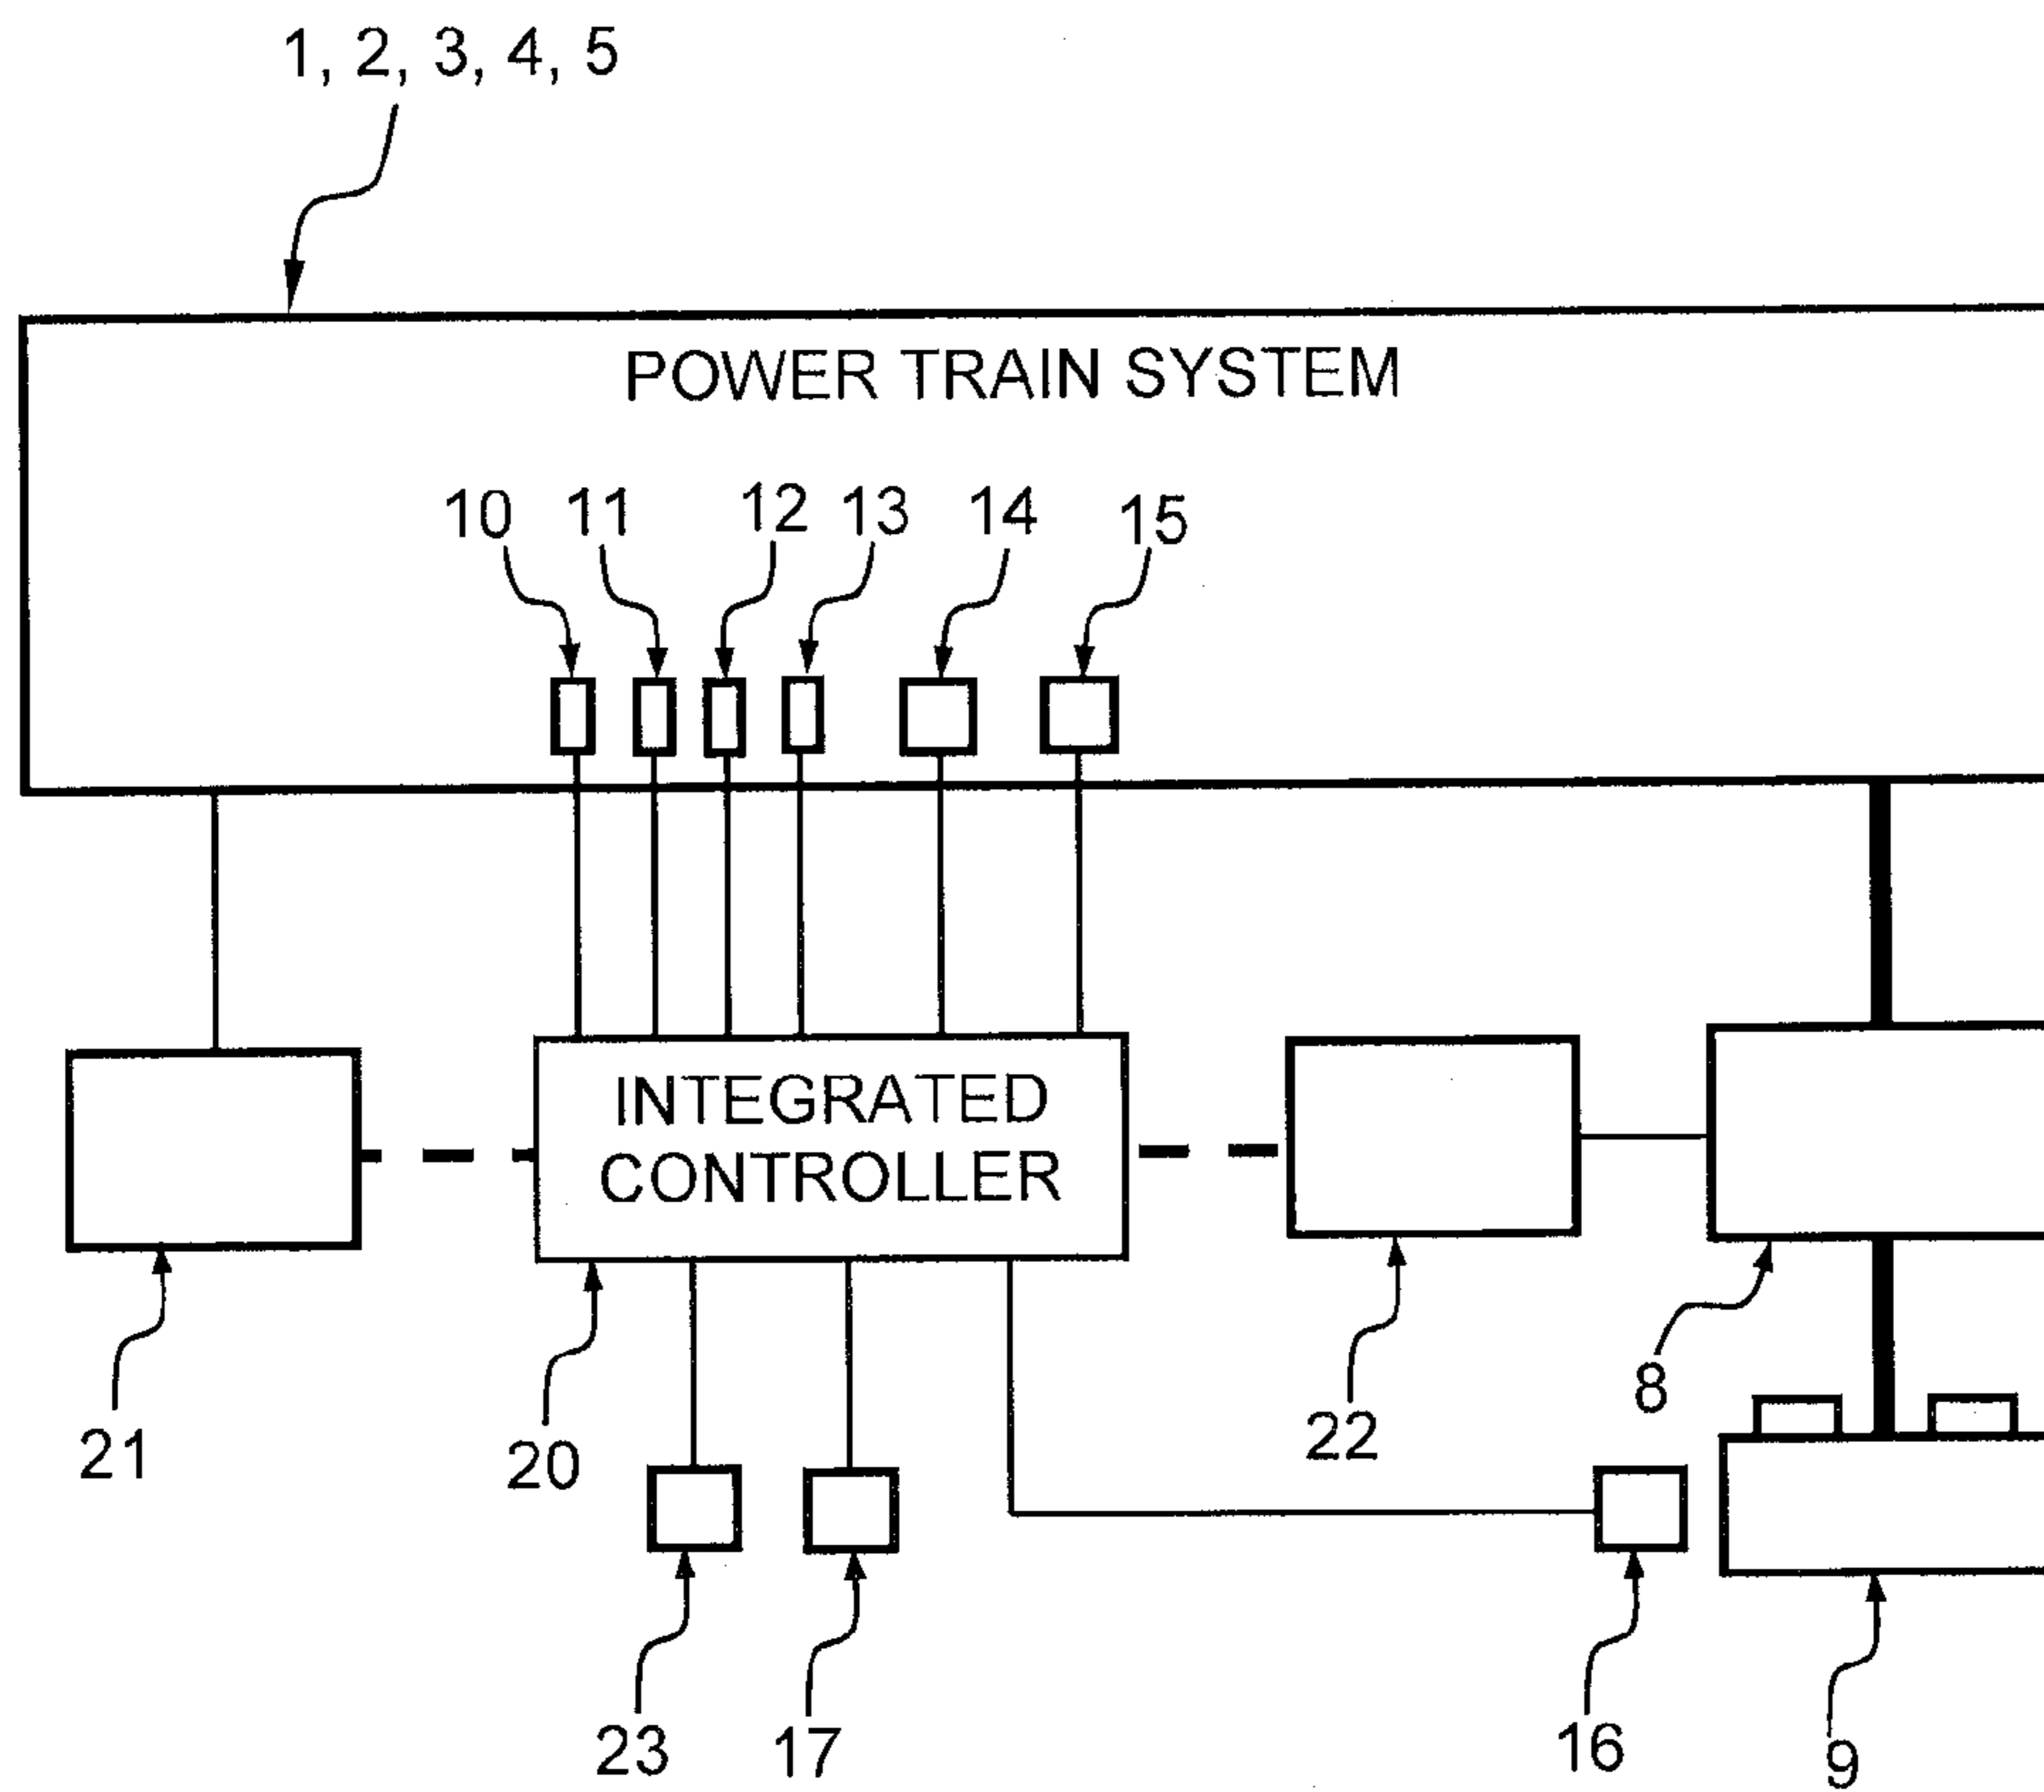 1, 2, 3, 4, 5
POWER TRAIN SYSTEM
10 11 12 13 14 15
INTEGRATED
CONTROLLER
8
21 20 22
23 17 16 9